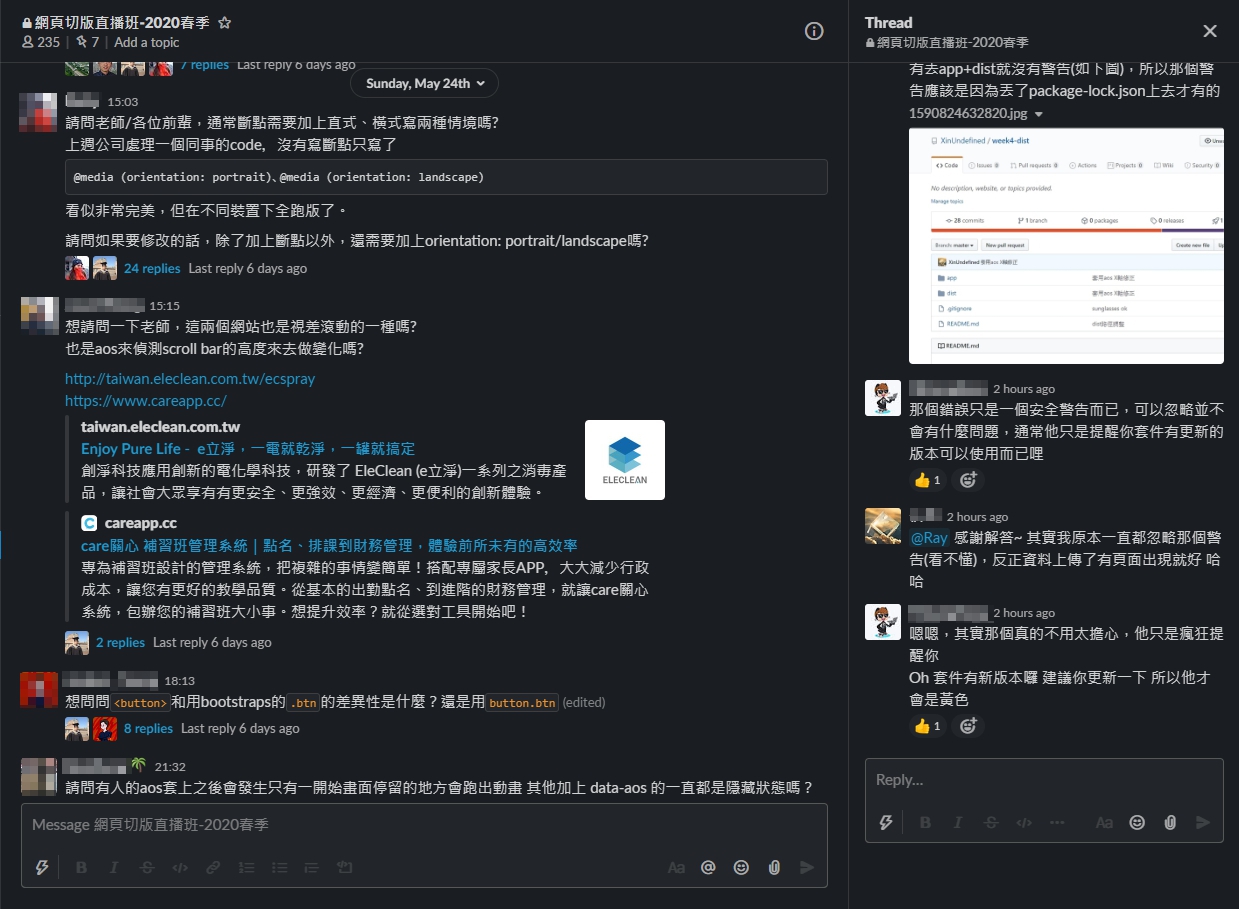 網頁切版直播班-2020春季
235 | 7 | Add a topic
7 replies Last reply 6 days ago
Sunday, May 24th
15:03
請問老師/各位前輩，通常斷點需要加上直式、橫式寫兩種情境嗎?
上週公司處理一個同事的code，沒有寫斷點只寫了
@media (orientation: portrait)、@media (orientation: landscape)
看似非常完美，但在不同裝置下全跑版了。
請問如果要修改的話，除了加上斷點以外，還需要加上orientation: portrait/landscape嗎?
24 replies Last reply 6 days ago
15:15
想請問一下老師，這兩個網站也是視差滾動的一種嗎?
也是aos來偵測scroll bar的高度來去做變化嗎?
http://taiwan.eleclean.com.tw/ecspray
https://www.careapp.cc/
taiwan.eleclean.com.tw
Enjoy Pure Life - e立淨，一電就乾淨，一罐就搞定
創淨科技應用創新的電化學科技，研發了 EleClean (e立淨)一系列之消毒產
品，讓社會大眾享有有更安全、更強效、更經濟、更便利的創新體驗。
ELECLEAN
careapp.cc
care關心 補習班管理系統 | 點名、排課到財務管理，體驗前所未有的高效率
專為補習班設計的管理系統，把複雜的事情變簡單！搭配專屬家長APP，大大減少行政
成本，讓您有更好的教學品質。從基本的出勤點名、到進階的財務管理，就讓care關心
系統，包辦您的補習班大小事。想提升效率？就從選對工具開始吧！
2 replies Last reply 6 days ago
18:13
想問問<button>和用bootstraps的.btn的差異性是什麼？還是用button.btn (edited)
8 replies Last reply 6 days ago
21:32
請問有人的aos套上之後會發生只有一開始畫面停留的地方會跑出動畫 其他加上 data-aos 的一直都是隱藏狀態嗎？
Message 網頁切版直播班-2020春季
Thread
網頁切版直播班-2020春季
有丟app+dist就沒有警告(如下圖)，所以那個警
告應該是因為丟了package-lock.json上去才有的
1590824632820.jpg
XinUndefined / week4-dist
Code Issues 0 Pull requests 0 Actions Projects 0 Wiki Security 0
No description, website, or topics provided.
Manage topics
28 commits 1 branch 0 packages 0 releases
Branch: master New pull request Create new file
XinUndefined
app
dist
.gitignore sunglasses ok
README.md
README.md
2 hours ago
那個錯誤只是一個安全警告而已，可以忽略並不
會有什麼問題，通常他只是提醒你套件有更新的
版本可以使用而已哩
1
2 hours ago
@Ray 感謝解答~ 其實我原本一直都忽略那個警
告(看不懂)，反正資料上傳了有頁面出現就好 哈
哈
2 hours ago
嗯嗯，其實那個真的不用太擔心，他只是瘋狂提
醒你
Oh 套件有新版本囉 建議你更新一下 所以他才
會是黃色
1
Reply...